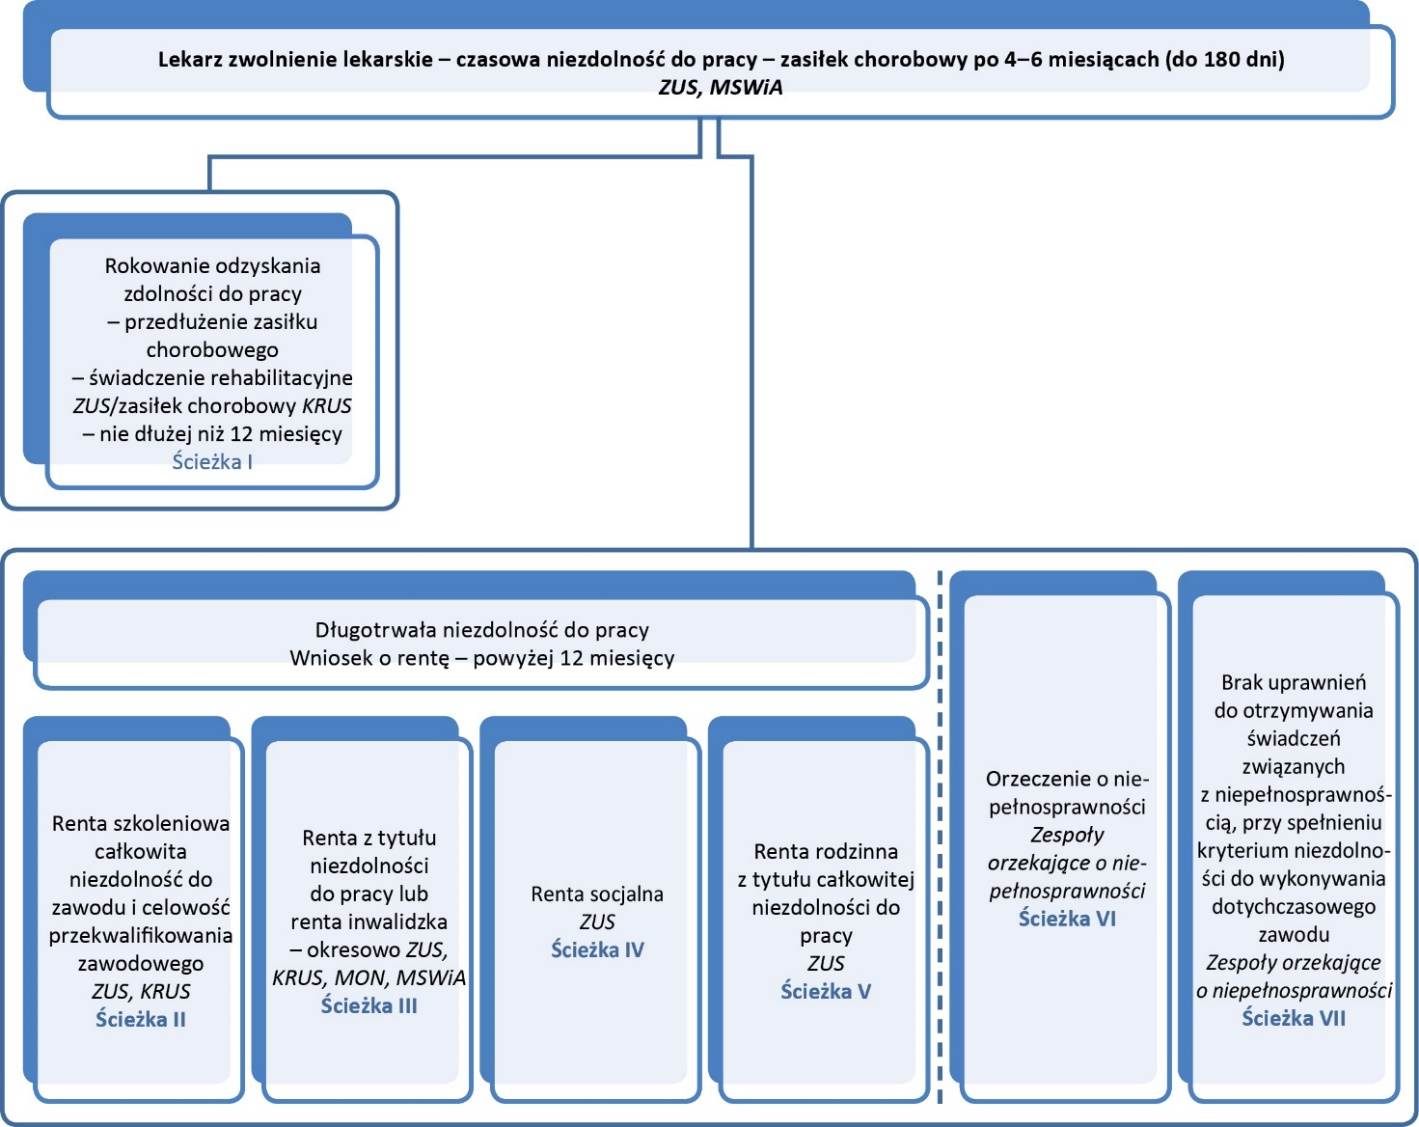 Lekarz zwolnienie lekarskie – czasowa niezdolność do pracy – zasiłek chorobowy po 4–6 miesiącach (do 180 dni)
ZUS, MSWiA
Rokowanie odzyskania
zdolności do pracy
– przedłużenie zasiłku
chorobowego
– świadczenie rehabilitacyjne
ZUS/zasiłek chorobowy KRUS
– nie dłużej niż 12 miesięcy
Ścieżka I
Długotrwała niezdolność do pracy
Wniosek o rentę – powyżej 12 miesięcy
Renta szkoleniowa
całkowita
niezdolność do
zawodu i celowość
przekwalifikowania
zawodowego
ZUS, KRUS
Ścieżka II
Renta z tytułu
niezdolności
do pracy lub
renta inwalidzka
– okresowo ZUS,
KRUS, MON, MSWiA
Ścieżka III
Renta socjalna
ZUS
Ścieżka IV
Renta rodzinna
z tytułu całkowitej
niezdolności do
pracy
ZUS
Ścieżka V
Orzeczenie o nie-
pełnosprawności
Zespoły
orzekające o nie-
pełnosprawności
Ścieżka VI
Brak uprawnień
do otrzymywania
świadczeń
związanych
z niepełnosprawnoś-
cią, przy spełnieniu
kryterium niezdolno-
ści do wykonywania
dotychczasowego
zawodu
Zespoły orzekające
o niepełnosprawności
Ścieżka VII